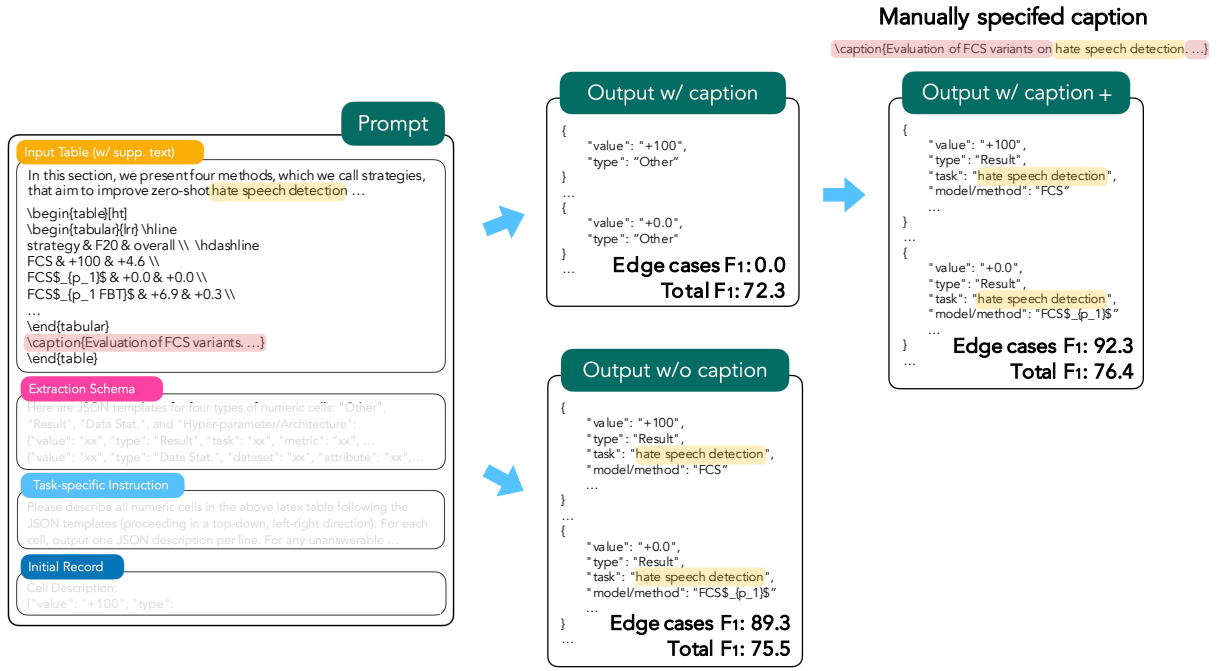 Manually specifed caption
\caption{Evaluation of FCS variants on hate speech detection. ...}
Prompt
Input Table (w/ supp. text)
In this section, we present four methods, which we call strategies,
that aim to improve zero-shot hate speech detection ...
\begin{table}[ht]
\begin{tabular}{lrr} \hline
strategy & F20 & overall \\ \hdashline
FCS & +100 & +4.6 \\
FCS$_{p_1}$ & +0.0 & +0.0 \\
FCS$_{p_1 FBT}$ & +6.9 & +0.3 \\
...
\end{tabular}
\caption{Evaluation of FCS variants. ...}
\end{table}
Extraction Schema
Here are JSON templates for four types of numeric cells: "Other",
"Result", "Data Stat.", and "Hyper-parameter/Architecture":
{"value": "xx", "type": "Result", "task": "xx", "metric": "xx", ...
{"value": "xx", "type": "Data Stat.", "dataset": "xx", "attribute": "xx",...
Task-specific Instruction
Please describe all numeric cells in the above latex table following the
JSON templates (proceeding in a top-down, left-right direction). For each
cell, output one JSON description per line. For any unanswerable ...
Initial Record
Cell Description:
{"value": "+100", "type":
Output w/ caption
{
"value": "+100",
"type": "Other"
}
...
{
"value": "+0.0",
"type": "Other"
}
...
Edge cases F1: 0.0
Total F1: 72.3
Output w/o caption
{
"value": "+100",
"type": "Result",
"task": "hate speech detection",
"model/method": "FCS"
...
}
...
{
"value": "+0.0",
"type": "Result",
"task": "hate speech detection",
"model/method": "FCS$_{p_1}$"
...
}
...
Edge cases F1: 89.3
Total F1: 75.5
Output w/ caption +
{
"value": "+100",
"type": "Result",
"task": "hate speech detection",
"model/method": "FCS"
...
}
...
{
"value": "+0.0",
"type": "Result",
"task": "hate speech detection",
"model/method": "FCS$_{p_1}$"
...
}
...
Edge cases F1: 92.3
Total F1: 76.4